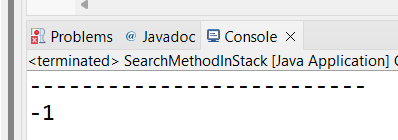 Problems @ Javadoc Console ×
<terminated> SearchMethodInStack [Java Application]
--------------------------
-1